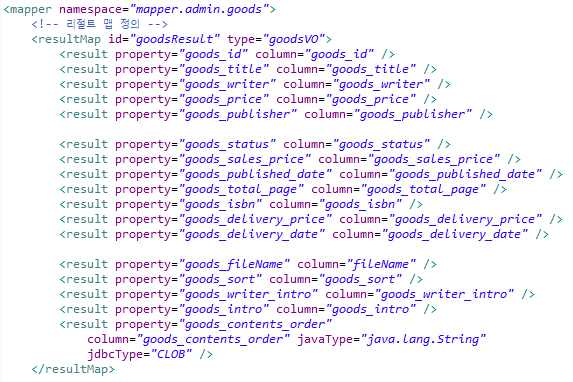 <mapper namespace="mapper.admin.goods">
<!-- 리절트 맵 정의 -->
<resultMap id="goodsResult" type="goodsVO">
<result property="goods_id" column="goods_id" />
<result property="goods_title" column="goods_title" />
<result property="goods_writer" column="goods_writer" />
<result property="goods_price" column="goods_price" />
<result property="goods_publisher" column="goods_publisher" />
<result property="goods_status" column="goods_status" />
<result property="goods_sales_price" column="goods_sales_price" />
<result property="goods_published_date" column="goods_published_date" />
<result property="goods_total_page" column="goods_total_page" />
<result property="goods_isbn" column="goods_isbn" />
<result property="goods_delivery_price" column="goods_delivery_price" />
<result property="goods_delivery_date" column="goods_delivery_date" />
<result property="goods_fileName" column="fileName" />
<result property="goods_sort" column="goods_sort" />
<result property="goods_writer_intro" column="goods_writer_intro" />
<result property="goods_intro" column="goods_intro" />
<result property="goods_contents_order"
column="goods_contents_order" javaType="java.lang.String"
jdbcType="CLOB" />
</resultMap>